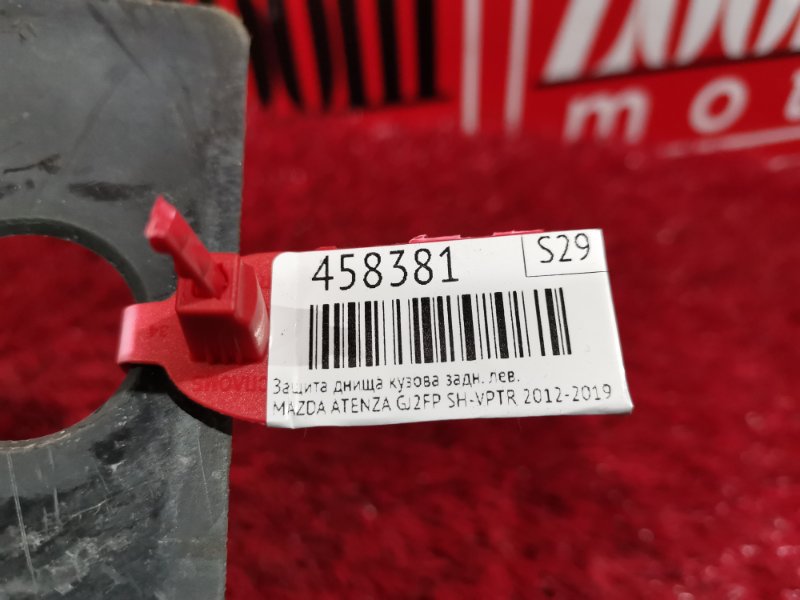 mo
458381
S29
Защита днища кузова задн. лев.
MAZDA ATENZA GJ2FP SH-VPTR 2012-2019